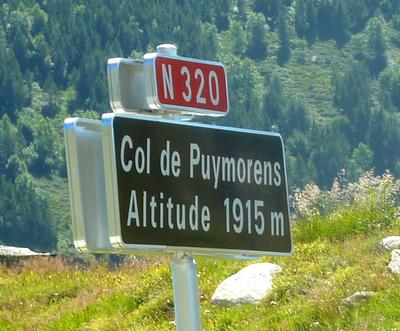 N 320
Col de Puymorens
Altitude 1915 m